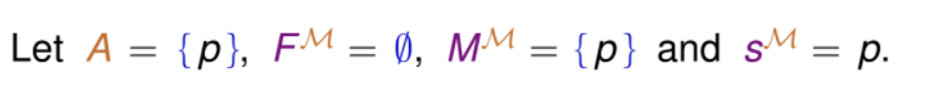 Let A = {p}, F^ℳ = ∅, M^ℳ = {p} and s^ℳ = p.